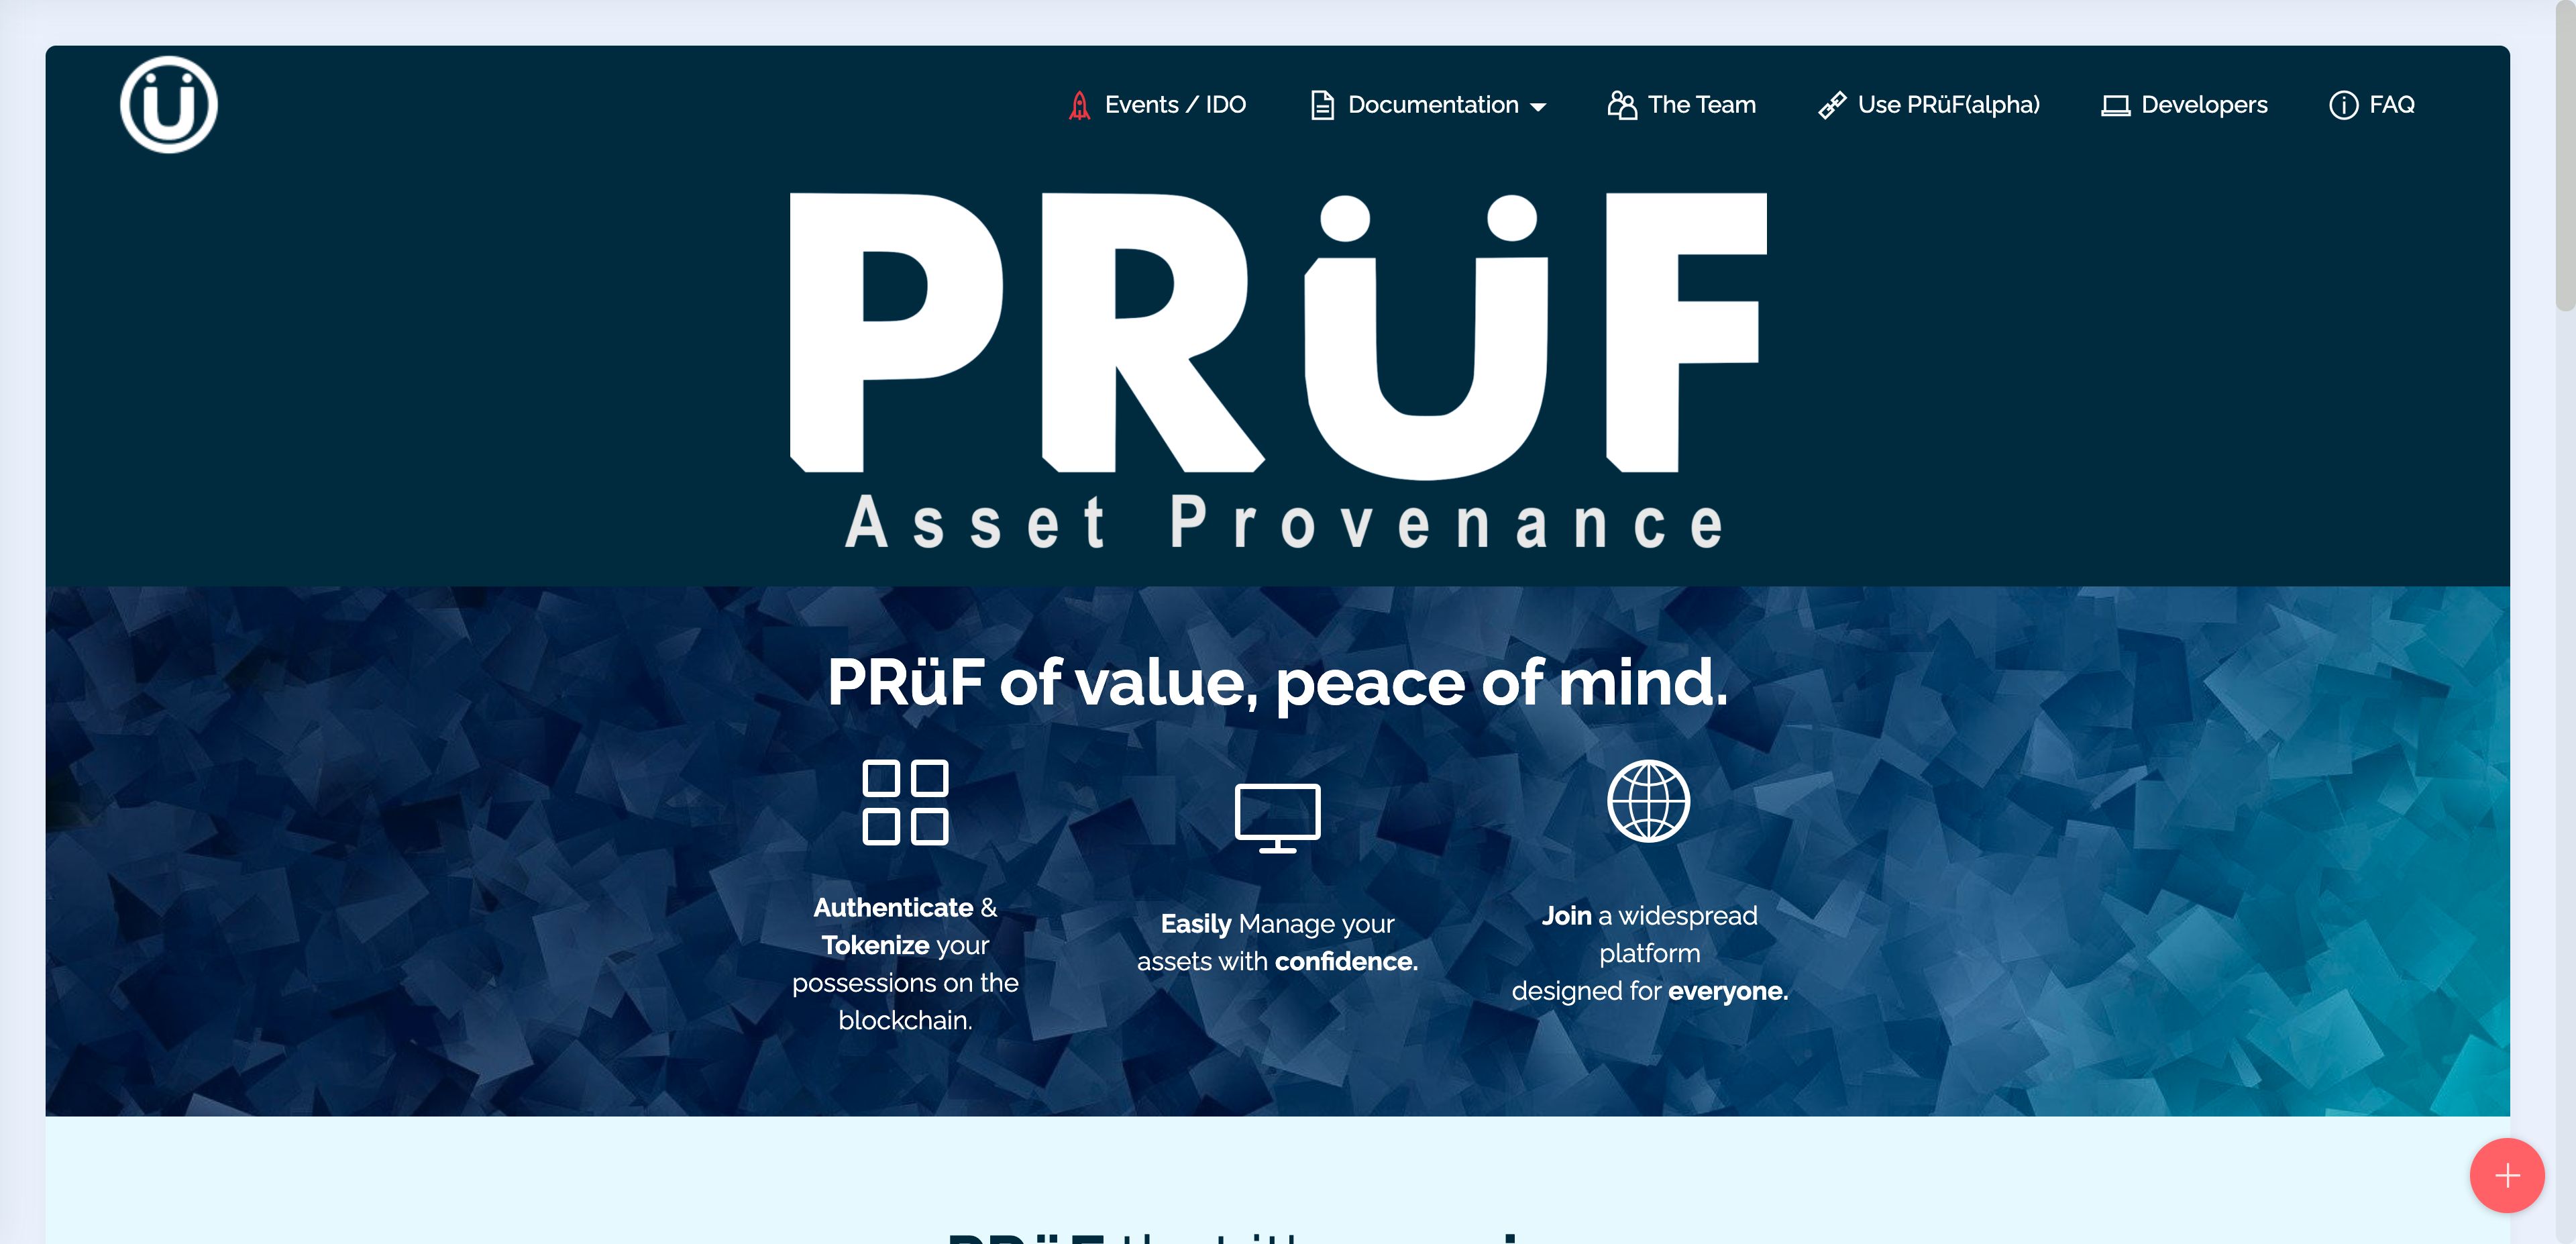 Ü
Events / IDO
Documentation
The Team
Use PRüF(alpha)
Developers
FAQ
PRüF
Asset Provenance
PRüF of value, peace of mind.
Authenticate &
Tokenize your
possessions on the
blockchain.
Easily Manage your
assets with confidence.
Join a widespread
platform
designed for everyone.
PRüF